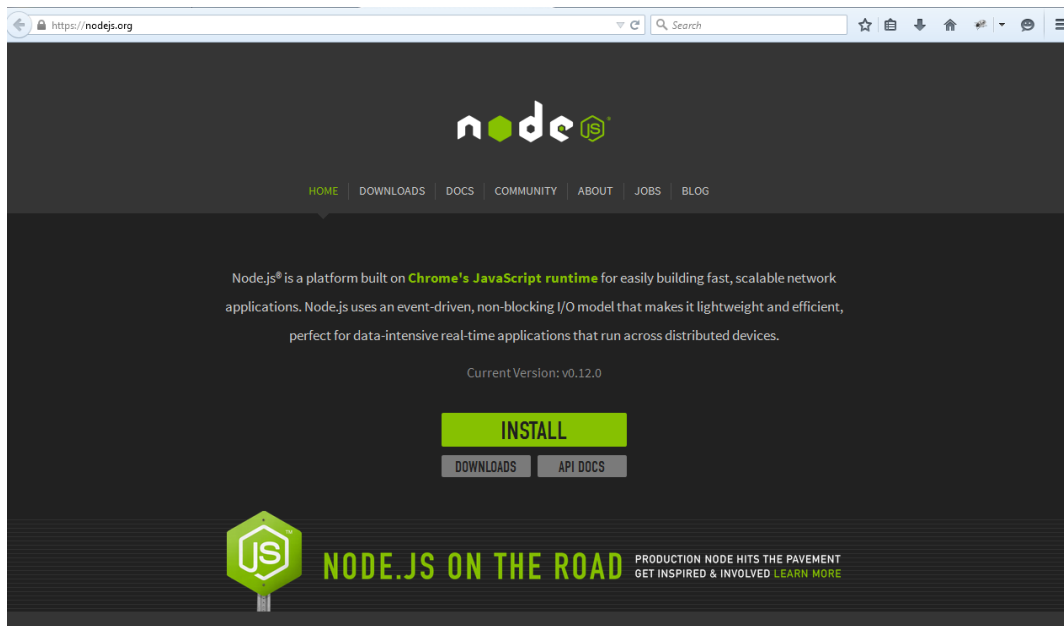 https://nodejs.org
Search
node JS
HOME DOWNLOADS DOCS COMMUNITY ABOUT JOBS BLOG
Node.js® is a platform built on Chrome's JavaScript runtime for easily building fast, scalable network
applications. Node.js uses an event-driven, non-blocking I/O model that makes it lightweight and efficient,
perfect for data-intensive real-time applications that run across distributed devices.
Current Version: v0.12.0
INSTALL
DOWNLOADS API DOCS
JS™
NODE.JS ON THE ROAD
PRODUCTION NODE HITS THE PAVEMENT
GET INSPIRED & INVOLVED LEARN MORE